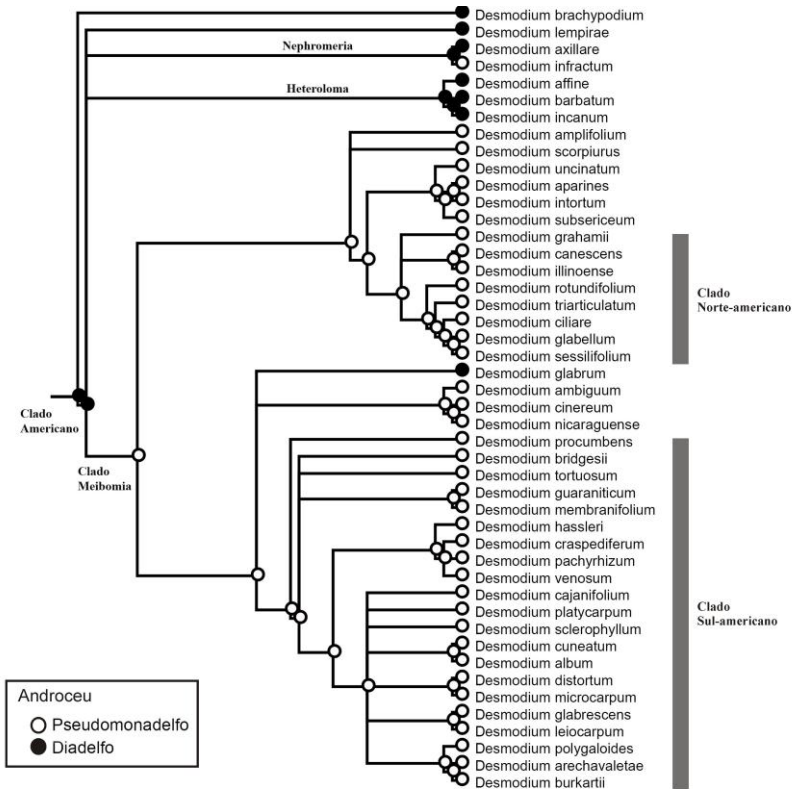 Desmodium brachypodium
Desmodium lempirae
Nephromeria
Desmodium axillare
Desmodium infractum
Desmodium affine
Heteroloma
Desmodium barbatum
Desmodium incanum
Desmodium amplifolium
Desmodium scorpiurus
Desmodium uncinatum
Desmodium aparines
Desmodium intortum
Desmodium subsericeum
Desmodium grahamii
Desmodium canescens
Desmodium illinoense
Desmodium rotundifolium
Desmodium triarticulatum
Desmodium ciliare
Desmodium glabellum
Desmodium sessilifolium
Clado
Norte-americano
Desmodium glabrum
Desmodium ambiguum
Desmodium cinereum
Desmodium nicaraguense
Clado
Americano
Desmodium procumbens
Desmodium bridgesii
Clado
Meibomia
Desmodium tortuosum
Desmodium guaraniticum
Desmodium membranifolium
Desmodium hassleri
Desmodium craspediferum
Desmodium pachyrhizum
Desmodium venosum
Desmodium cajanifolium
Desmodium platycarpum
Desmodium sclerophyllum
Desmodium cuneatum
Desmodium album
Desmodium distortum
Desmodium microcarpum
Desmodium glabrescens
Desmodium leiocarpum
Desmodium polygaloides
Desmodium arechavaletae
Desmodium burkartii
Clado
Sul-americano
Androceu
Pseudomonadelfo
Diadelfo